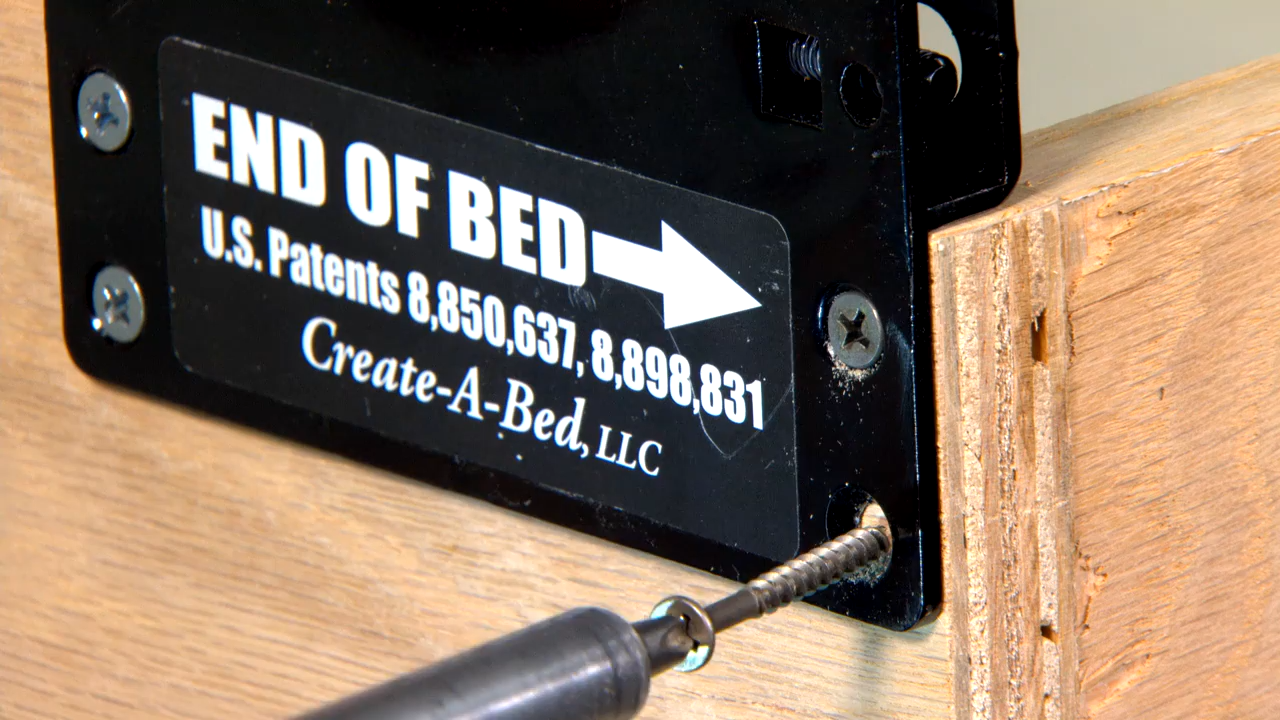 END OF BED
U.S. Patents 8,850,637, 8,898,831
Create-A-Bed, LLC